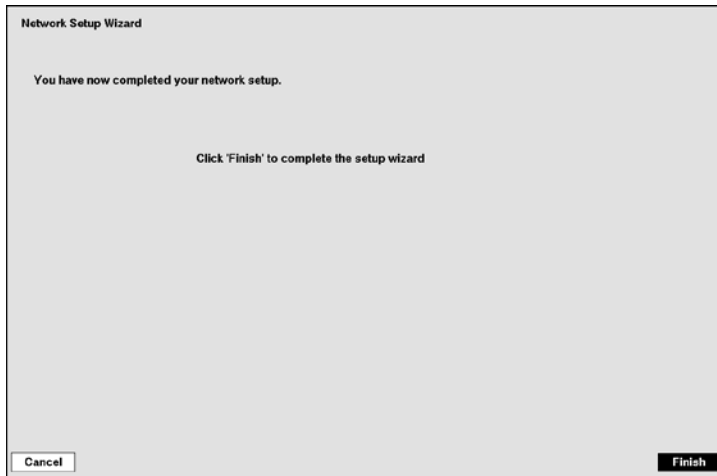 Network Setup Wizard
You have now completed your network setup.
Click 'Finish' to complete the setup wizard
Cancel
Finish